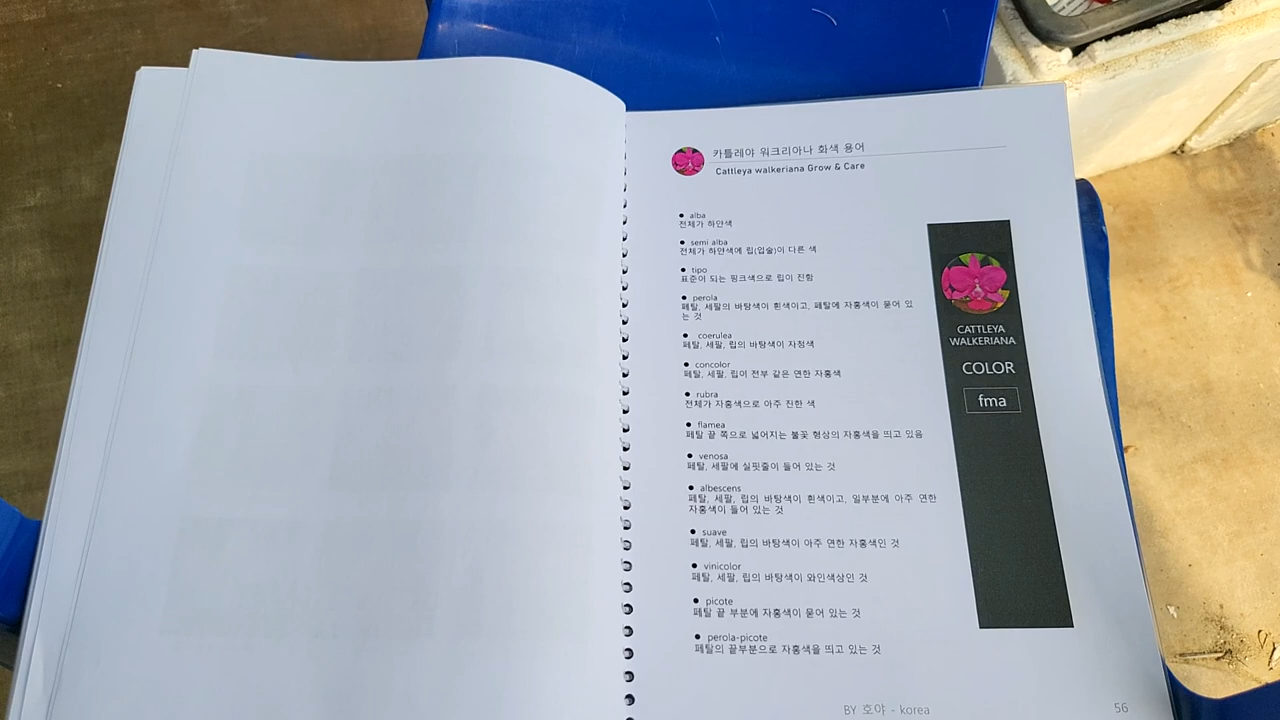 카틀레야 워크리아나 화색 용어
Cattleya walkeriana Grow & Care
● alba
전체가 하얀색
● semi alba
전체가 하얀색에 립(입술)이 다른 색
● tipo
표준이 되는 핑크색으로 립이 진함
● perola
페탈, 세팔의 바탕색이 흰색이고, 페탈에 자홍색이 묻어 있
는 것
● coerulea
페탈, 세팔, 립의 바탕색이 자청색
● concolor
페탈, 세팔, 립이 전부 같은 연한 자홍색
● rubra
전체가 자홍색으로 아주 진한 색
● flamea
페탈 끝 쪽으로 넓어지는 불꽃 형상의 자홍색을 띄고 있음
● venosa
페탈, 세팔에 실핏줄이 들어 있는 것
● albescens
페탈, 세팔, 립의 바탕색이 흰색이고, 일부분에 아주 연한
자홍색이 들어 있는 것
● suave
페탈, 세팔, 립의 바탕색이 아주 연한 자홍색인 것
● vinicolor
페탈, 세팔, 립의 바탕색이 와인색상인 것
● picote
페탈 끝 부분에 자홍색이 묻어 있는 것
● perola-picote
페탈의 끝부분으로 자홍색을 띄고 있는 것
CATTLEYA
WALKERIANA
COLOR
fma
BY 호야 - korea
56